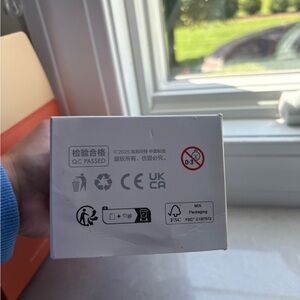 检验合格
QC PASSED
版权所有，仿冒必究。
0-3
CE
UK
CA
FSC
MIX
Packaging